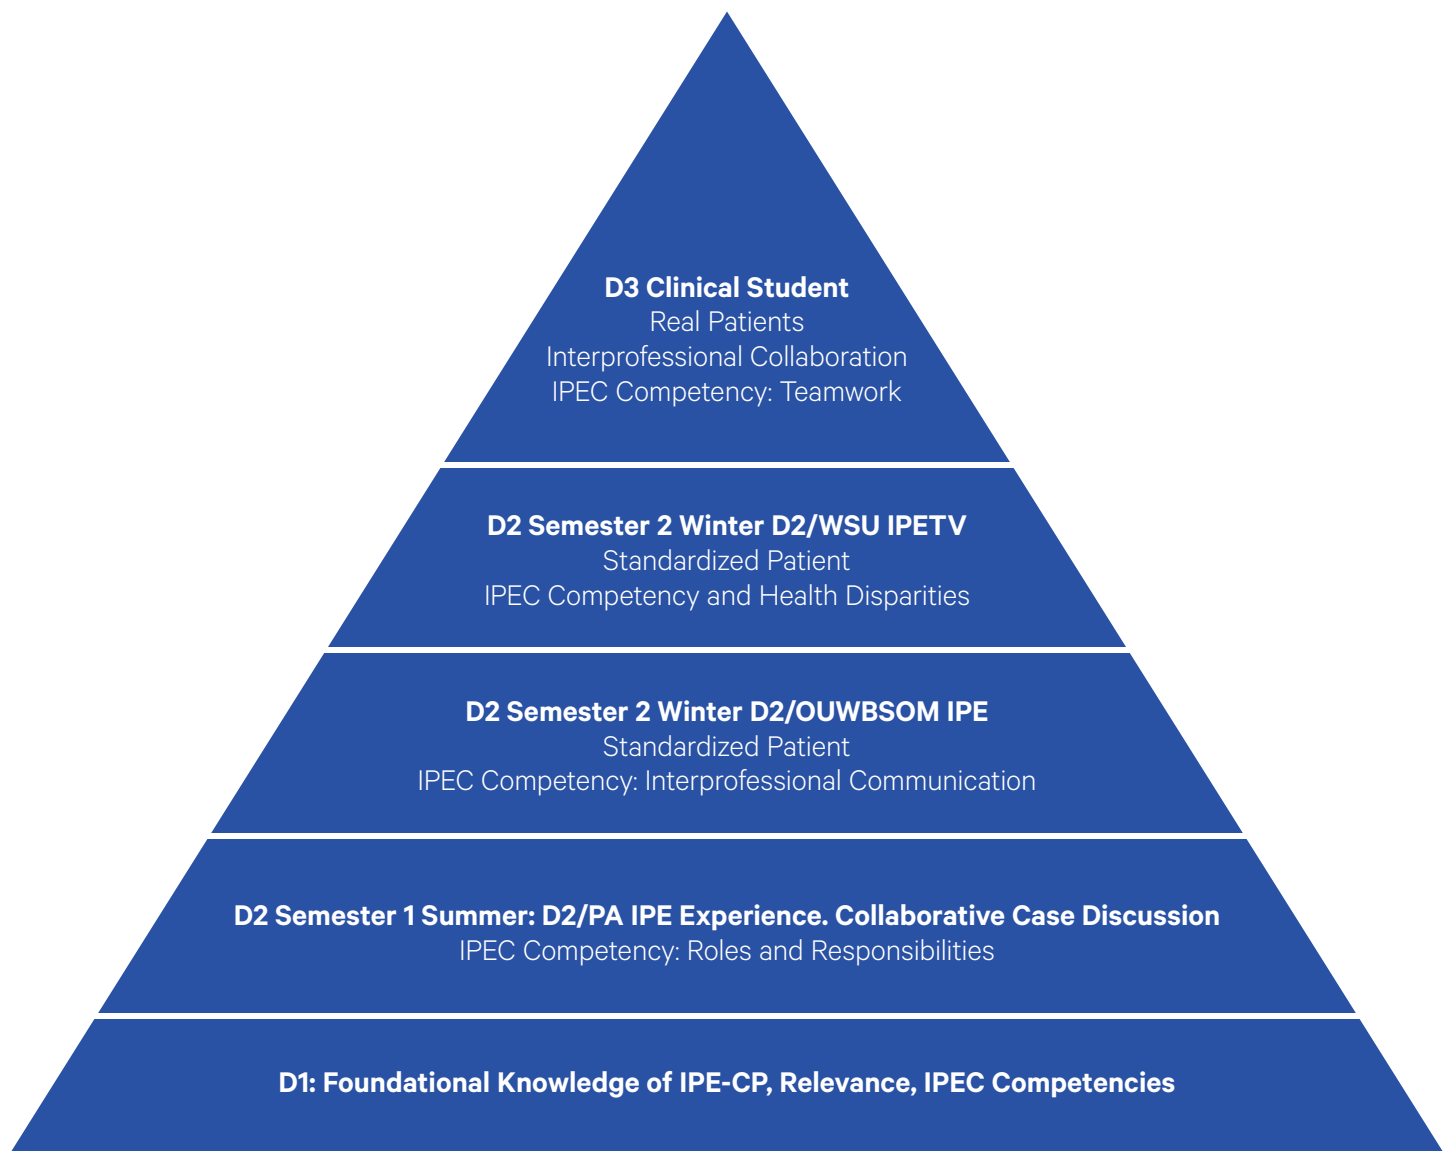 D3 Clinical Student
Real Patients
Interprofessional Collaboration
IPEC Competency: Teamwork
D2 Semester 2 Winter D2/WSU IPETV
Standardized Patient
IPEC Competency and Health Disparities
D2 Semester 2 Winter D2/OUWBSOM IPE
Standardized Patient
IPEC Competency: Interprofessional Communication
D2 Semester 1 Summer: D2/PA IPE Experience. Collaborative Case Discussion
IPEC Competency: Roles and Responsibilities
D1: Foundational Knowledge of IPE-CP, Relevance, IPEC Competencies